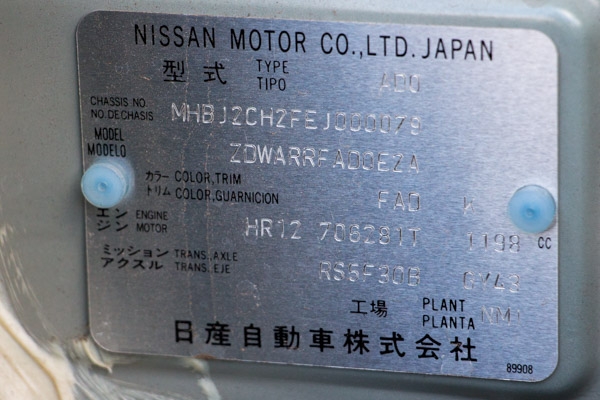 NISSAN MOTOR CO.,LTD. JAPAN
型式 TYPE TIPO AD0
CHASSIS NO. NO.DE CHASIS MHBJ2CH2FEJ000079
MODEL MODELO ZDWARRFAD0EZA
カラー トリム COLOR,TRIM COLOR,GUARNICION FAD K
エンジン ENGINE MOTOR HR12 706281T 1198 CC
ミッション アクスル TRANS.,AXLE TRANS.,EJE RS5F30B
工場 PLANT PLANTA
日産自動車株式会社
89908